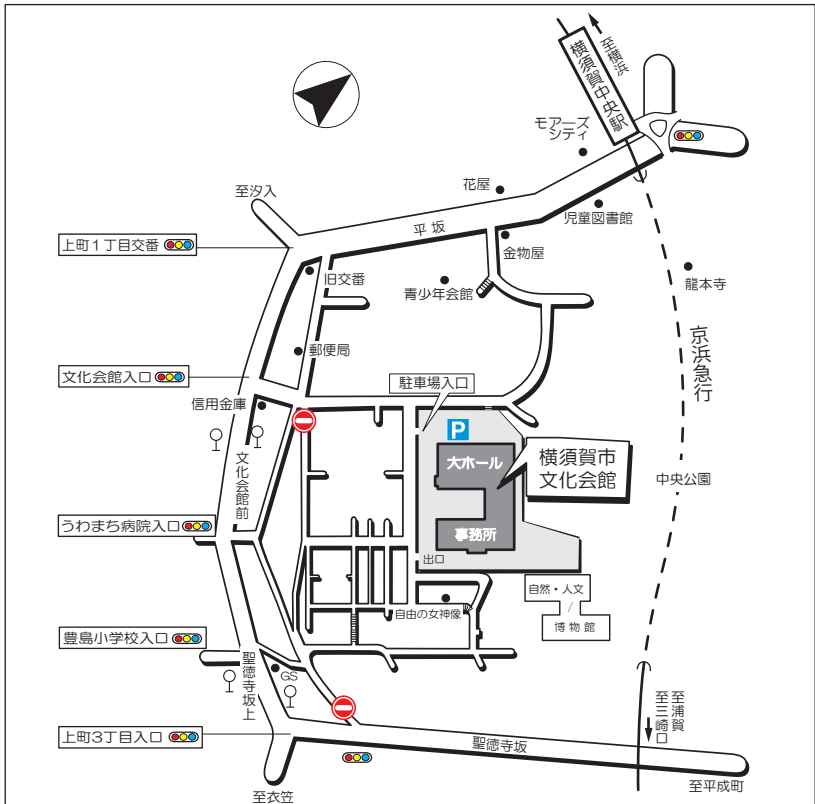 至横浜
横須賀中央駅
モアーズ
シティ
花屋
児童図書館
至汐入
平坂
金物屋
上町1丁目交番
旧交番
青少年会館
龍本寺
郵便局
京浜急行
文化会館入口
駐車場入口
信用金庫
P
大ホール
横須賀市
文化会館
文化会館前
中央公園
うわまち病院入口
事務所
出口
自然・人文
/
博物館
自由の女神像
豊島小学校入口
GS
聖徳寺坂上
至浦賀
至三崎口
上町3丁目入口
聖徳寺坂
至衣笠
至平成町